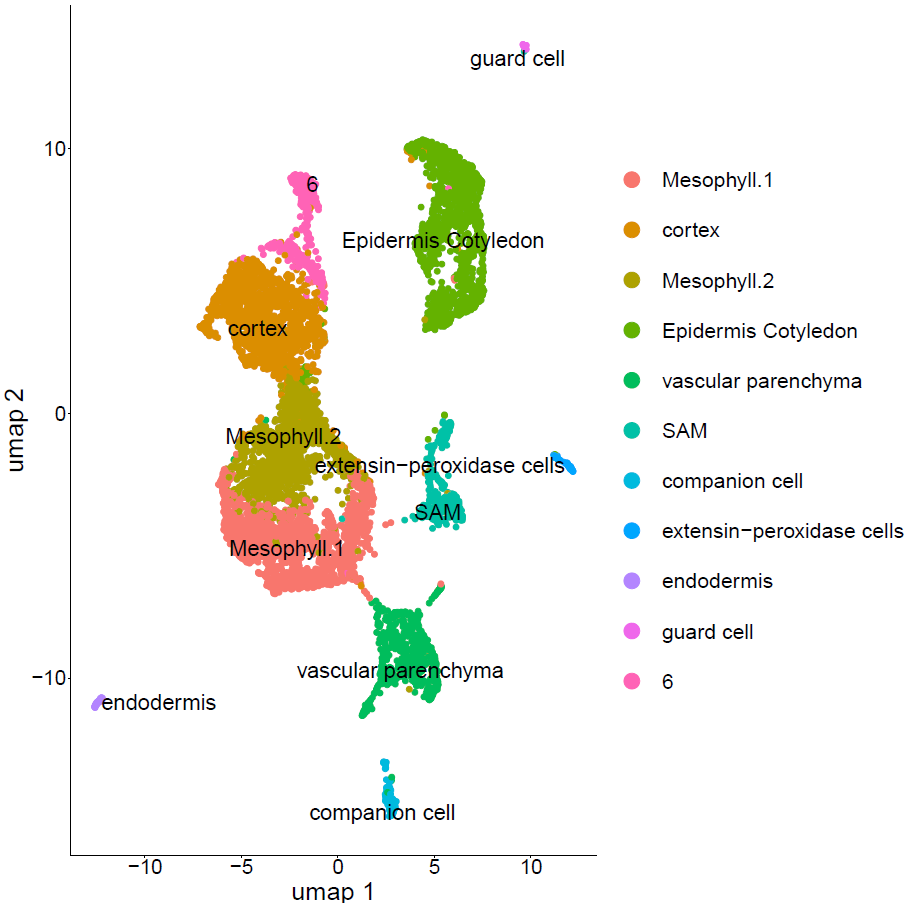 guard cell
10
6
Epidermis Cotyledon
cortex
0
Mesophyll.2
extensin−peroxidase cells
SAM
Mesophyll.1
vascular parenchyma
−10
endodermis
companion cell
−10
−5
0
5
10
umap 1
umap 2
Mesophyll.1
cortex
Mesophyll.2
Epidermis Cotyledon
vascular parenchyma
SAM
companion cell
extensin−peroxidase cells
endodermis
guard cell
6